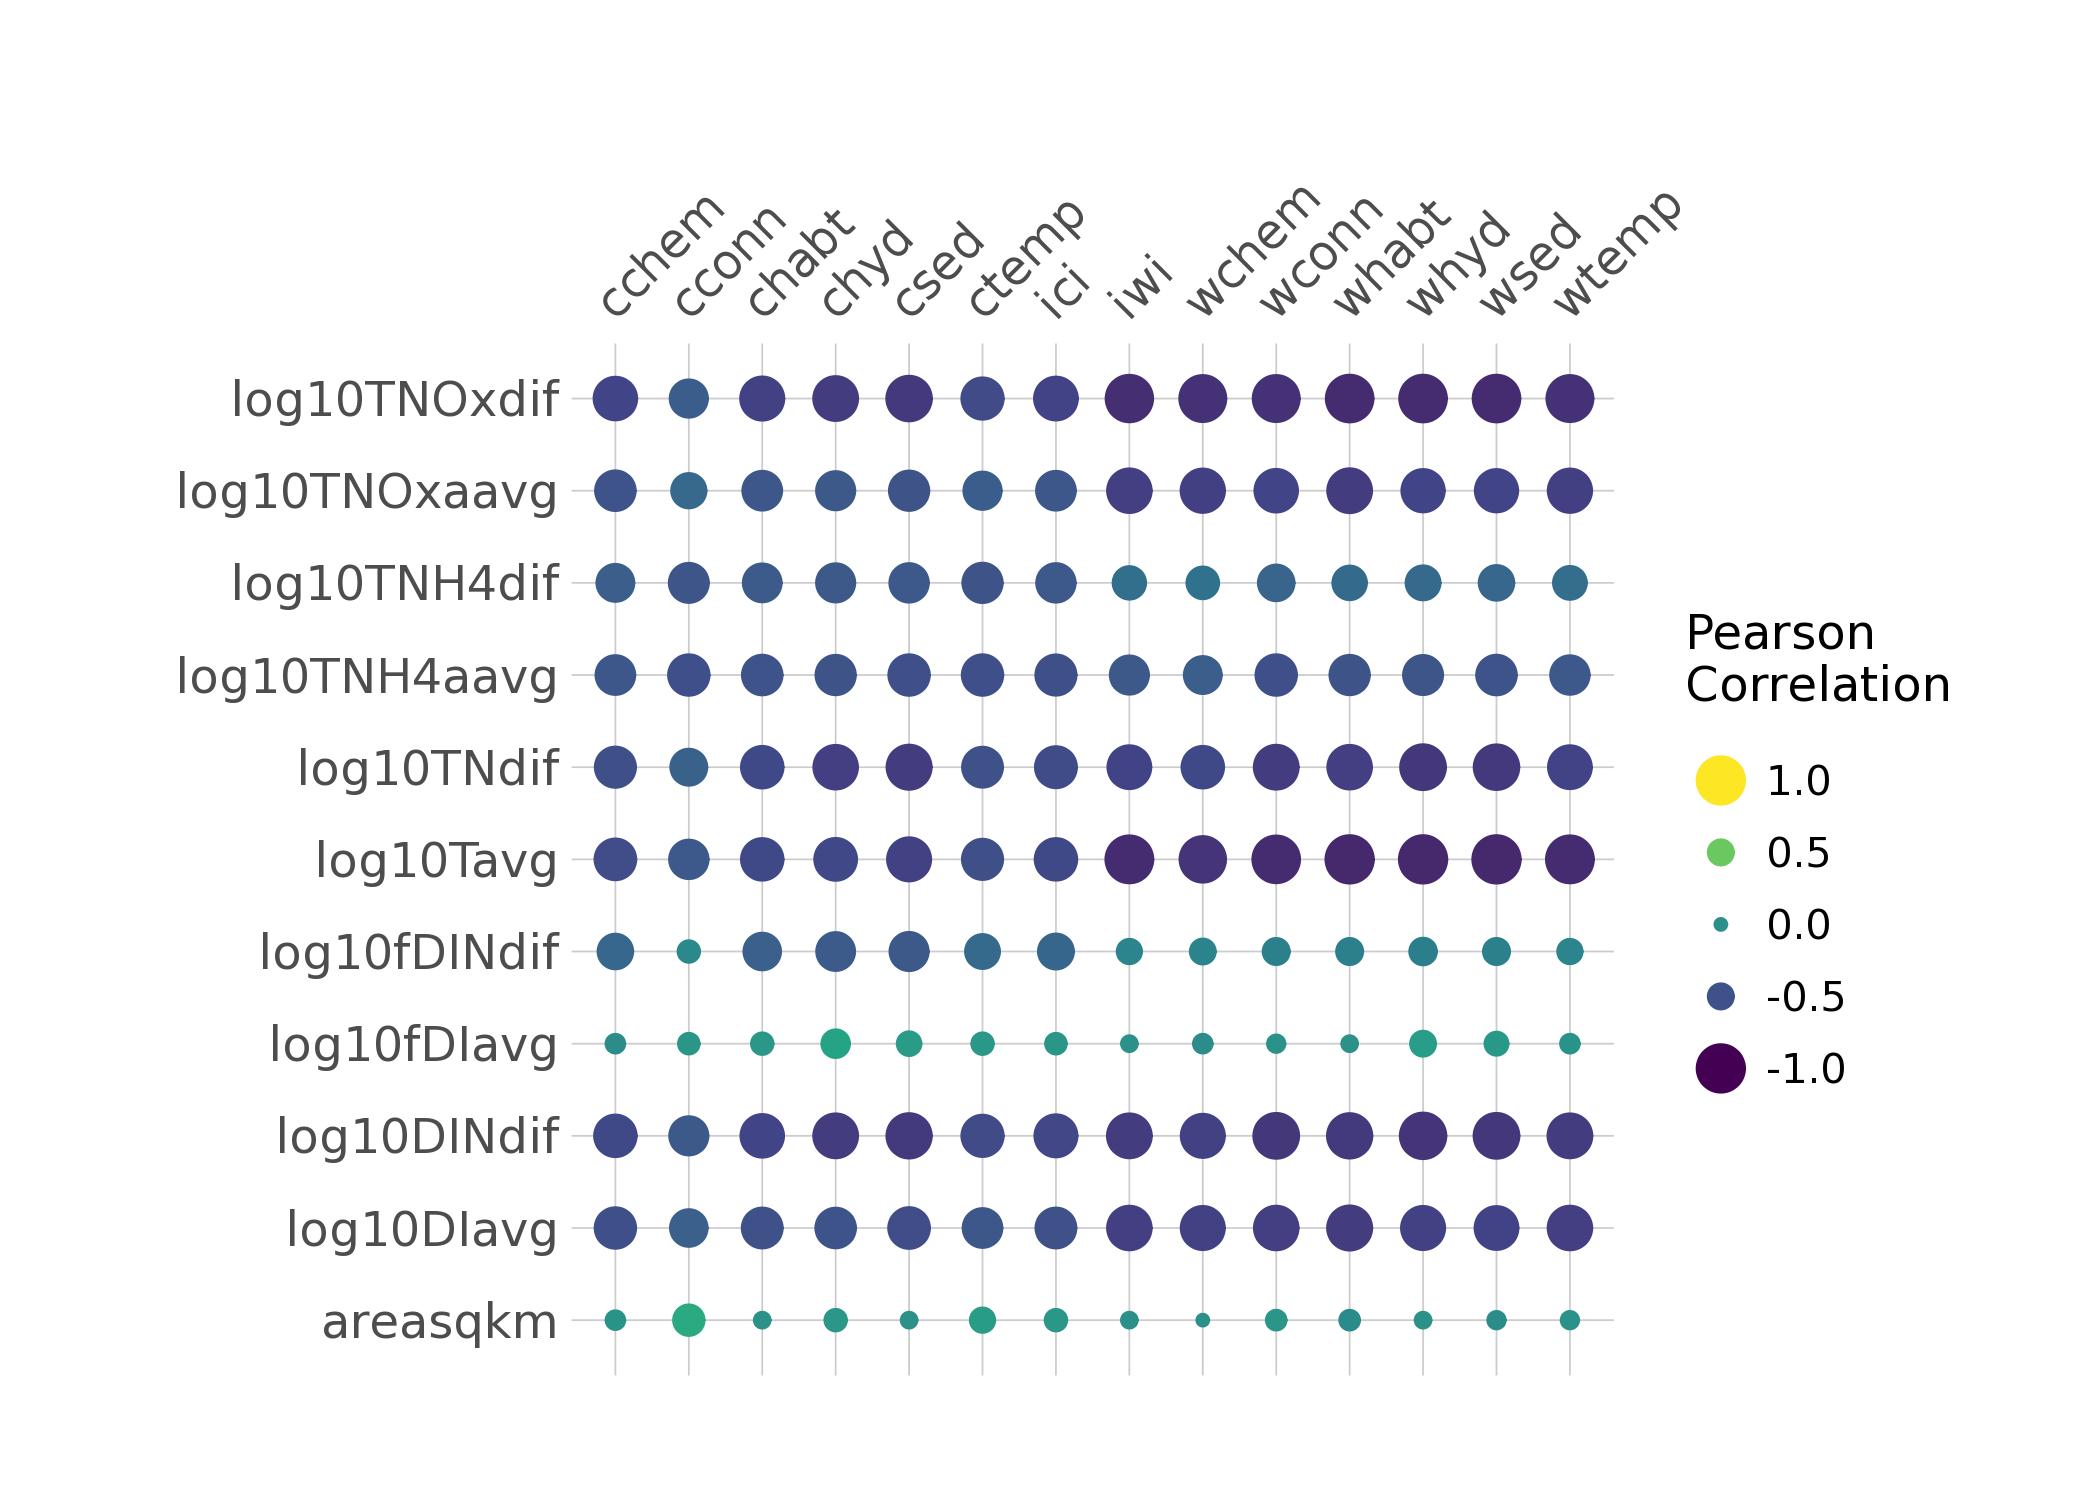 cchem
cconn
chabt
chyd
csed
ctemp
ici
iwi
wchem
wconn
whabt
whyd
wsed
wtemp
log10TNOxdif
log10TNOxaavg
log10TNH4dif
log10TNH4aavg
log10TNdif
log10Tavg
log10fDINdif
log10fDIavg
log10DINdif
log10DIavg
areasqkm
Pearson
Correlation
1.0
0.5
0.0
-0.5
-1.0